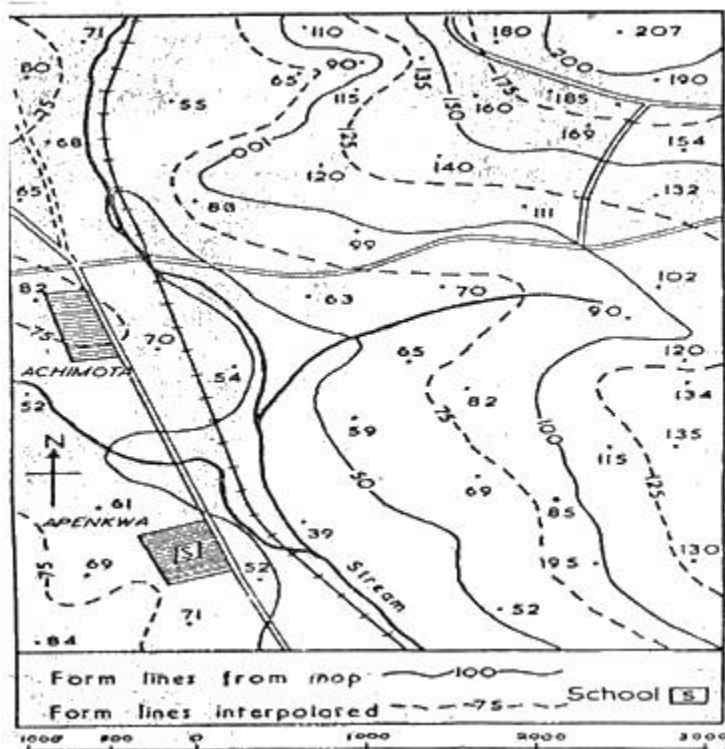 71 110 180 207
80 65 90 135 200 190
75 55 115 150 160 175 185
68 100 125 169 154
120 140 132
65 80 111
99
82 63 70 102
90
75 70 65 120
ACHIMOTA 54 134
52 75 82 100
59 115 135
N 50 125
69 85
61 39
APENKWA [S]
75 69 52 Stream 195 130
71 52
84
Form lines from map 100 School [S]
Form lines interpolated 75
1000 500 0 1000 2000 3000